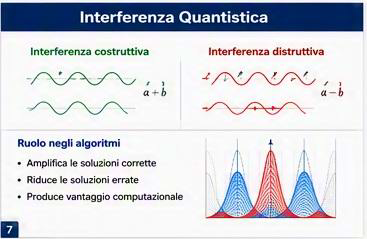 Interferenza Quantistica
Interferenza costruttiva
a + b
Interferenza distruttiva
a − b
Ruolo negli algoritmi
• Amplifica le soluzioni corrette
• Riduce le soluzioni errate
• Produce vantaggio computazionale
7